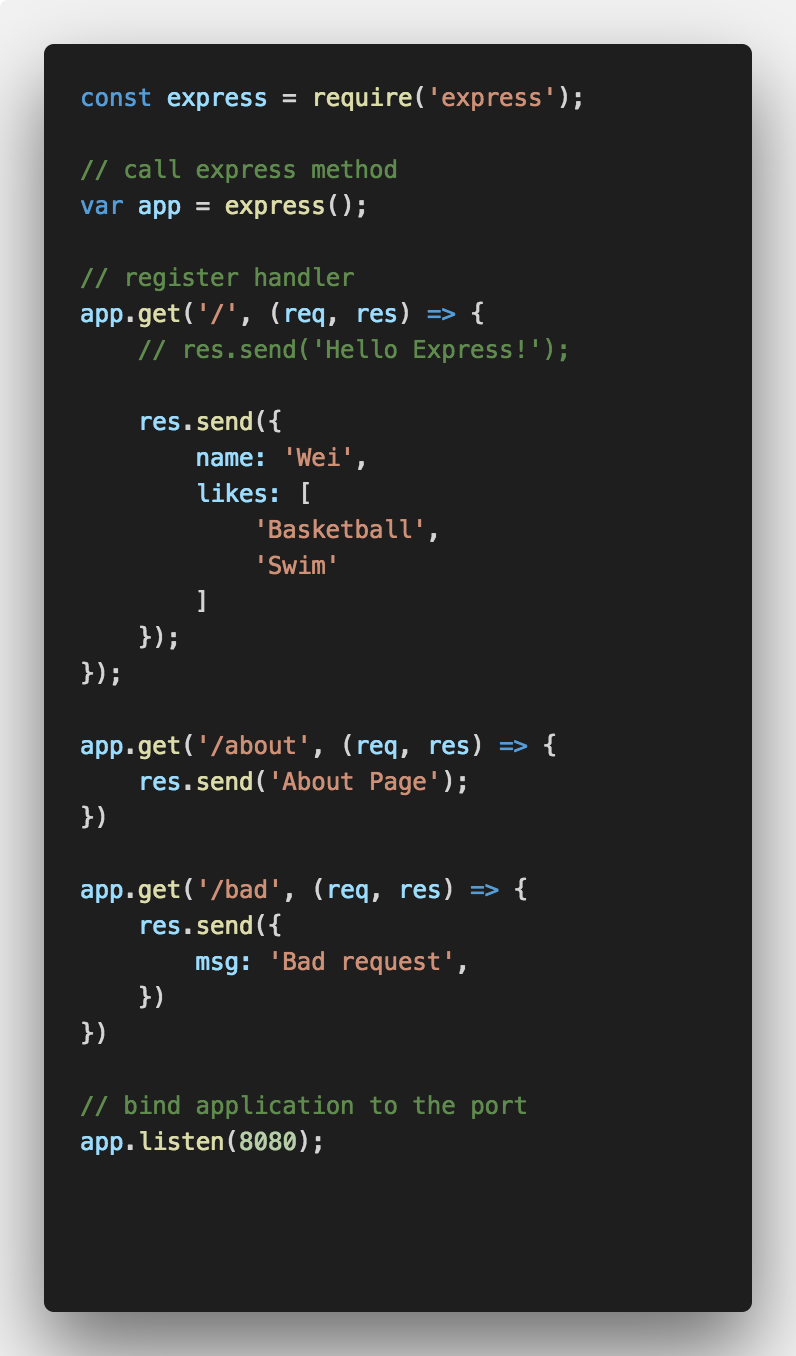 const express = require('express');

// call express method
var app = express();

// register handler
app.get('/', (req, res) => {
    // res.send('Hello Express!');

    res.send({
        name: 'Wei',
        likes: [
            'Basketball',
            'Swim'
        ]
    });
});

app.get('/about', (req, res) => {
    res.send('About Page');
})

app.get('/bad', (req, res) => {
    res.send({
        msg: 'Bad request',
    })
})

// bind application to the port
app.listen(8080);